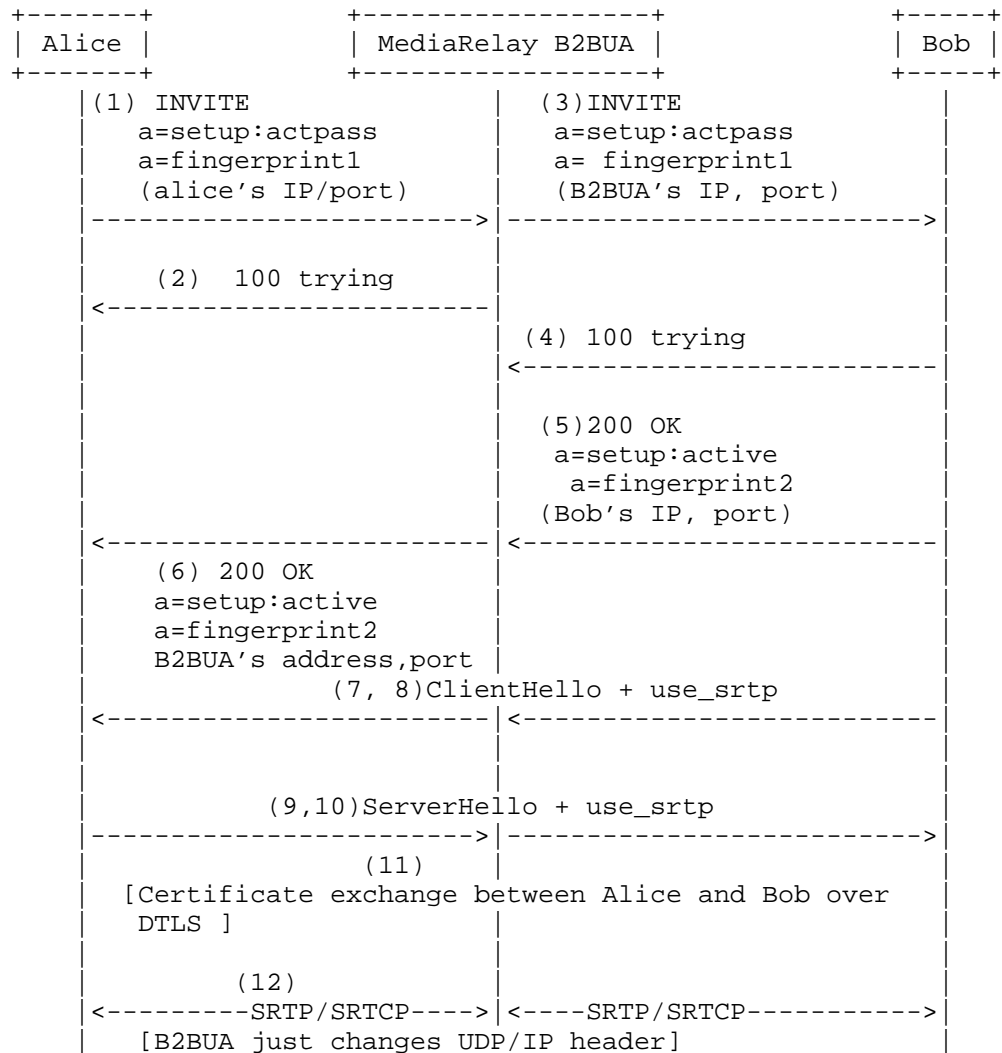 Alice MediaRelay B2BUA Bob
(1) INVITE (3)INVITE
a=setup:actpass a=setup:actpass
a=fingerprint1 a= fingerprint1
(alice's IP/port) (B2BUA's IP, port)
(2) 100 trying
(4) 100 trying
(5)200 OK
a=setup:active
a=fingerprint2
(Bob's IP, port)
(6) 200 OK
a=setup:active
a=fingerprint2
B2BUA's address,port
(7, 8)ClientHello + use_srtp
(9,10)ServerHello + use_srtp
(11)
[Certificate exchange between Alice and Bob over
DTLS ]
(12)
SRTP/SRTCP SRTP/SRTCP
[B2BUA just changes UDP/IP header]